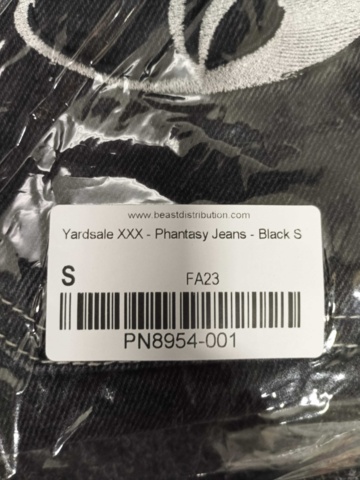 www.beastdistribution.com
Yardsale XXX - Phantasy Jeans - Black S
S FA23
PN8954-001